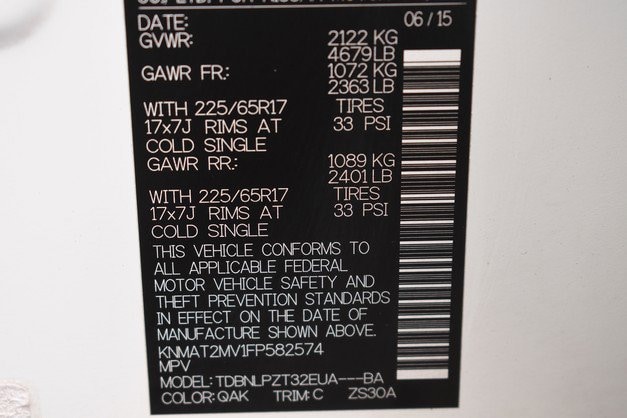 DATE: 06 / 15
GVWR: 2122 KG
4679LB
GAWR FR: 1072 KG
2363 LB
WITH 225/65R17 TIRES
17x7J RIMS AT 33 PSI
COLD SINGLE
GAWR RR: 1089 KG
2401 LB
WITH 225/65R17 TIRES
17x7J RIMS AT 33 PSI
COLD SINGLE
THIS VEHICLE CONFORMS TO
ALL APPLICABLE FEDERAL
MOTOR VEHICLE SAFETY AND
THEFT PREVENTION STANDARDS
IN EFFECT ON THE DATE OF
MANUFACTURE SHOWN ABOVE.
KNMAT2MV1FP582574
MPV
MODEL: TDBNLPZT32EUA---BA
COLOR: QAK TRIM: C ZS30A